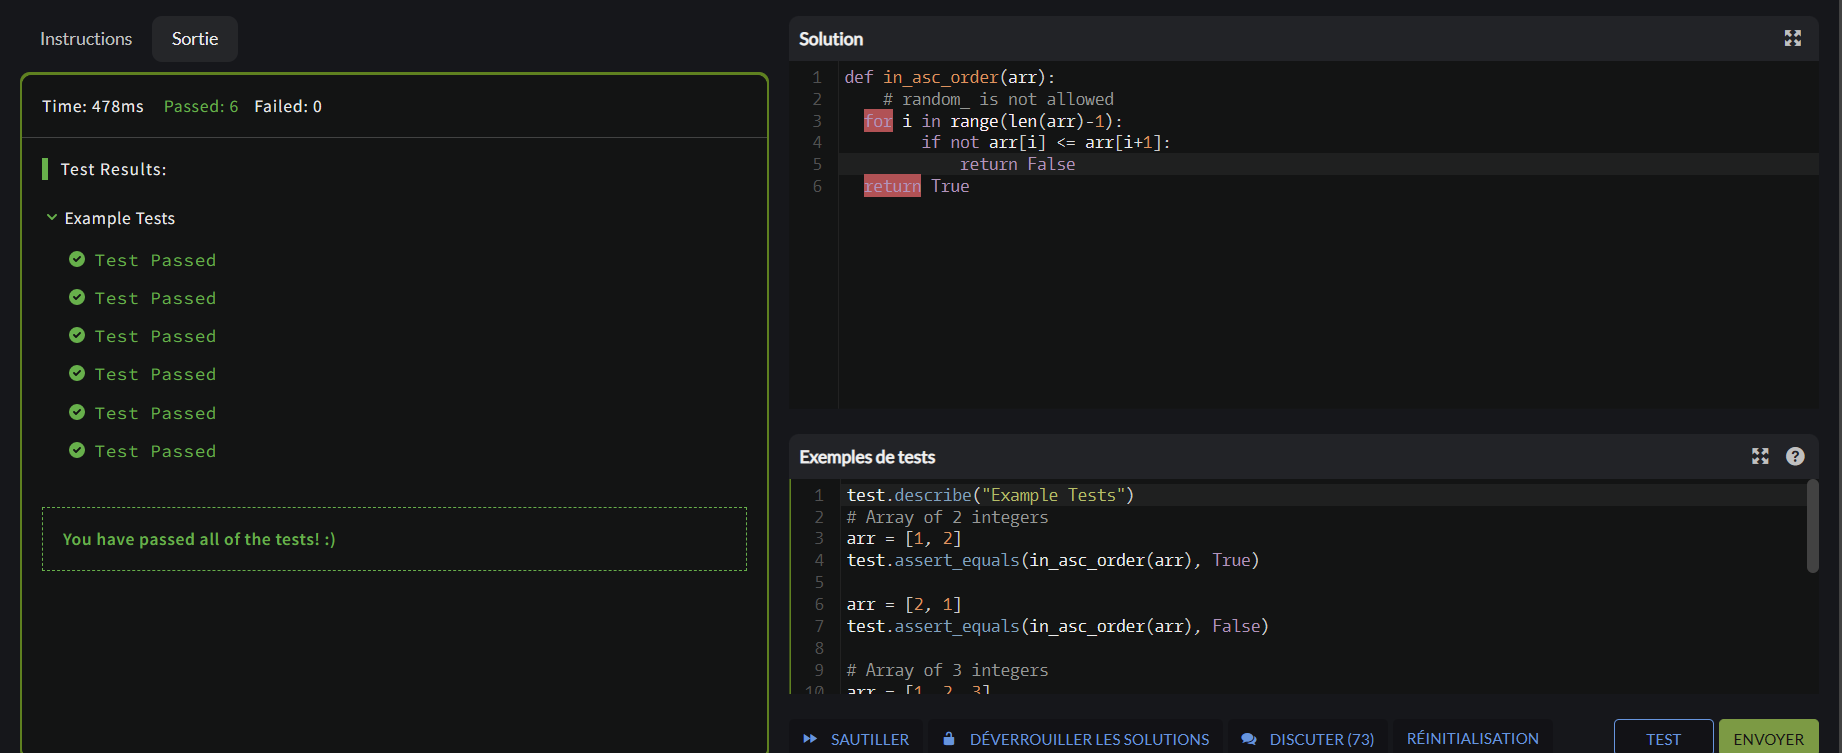 Instructions
Sortie
Time: 478ms Passed: 6 Failed: 0
Test Results:
Example Tests
Test Passed
Test Passed
Test Passed
Test Passed
Test Passed
Test Passed
You have passed all of the tests! :)
Solution
1 def in_asc_order(arr):
2 # random_ is not allowed
3 for i in range(len(arr)-1):
4 if not arr[i] <= arr[i+1]:
5 return False
6 return True
Exemples de tests
1 test.describe("Example Tests")
2 # Array of 2 integers
3 arr = [1, 2]
4 test.assert_equals(in_asc_order(arr), True)
5
6 arr = [2, 1]
7 test.assert_equals(in_asc_order(arr), False)
8
9 # Array of 3 integers
10 arr = [1, 2, 3]
SAUTILLER
DÉVERROUILLER LES SOLUTIONS
DISCUTER (73)
RÉINITIALISATION
TEST
ENVOYER